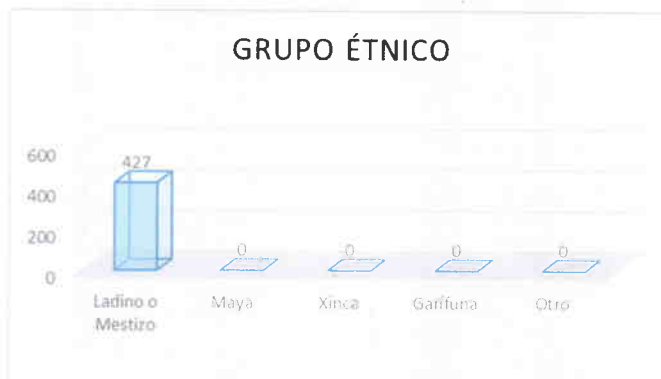 GRUPO ÉTNICO
600
400
200
0
427
0
0
0
0
Ladino o
Mestizo
Maya
Xinca
Garífuna
Otro